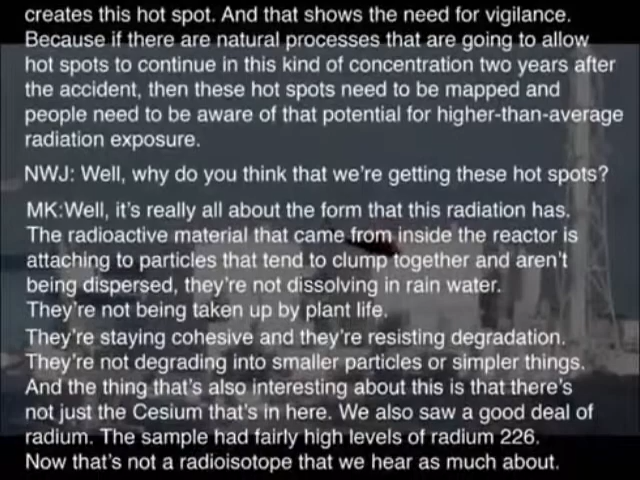 creates this hot spot. And that shows the need for vigilance.
Because if there are natural processes that are going to allow
hot spots to continue in this kind of concentration two years after
the accident, then these hot spots need to be mapped and
people need to be aware of that potential for higher-than-average
radiation exposure.
NWJ: Well, why do you think that we're getting these hot spots?
MK:Well, it's really all about the form that this radiation has.
The radioactive material that came from inside the reactor is
attaching to particles that tend to clump together and aren't
being dispersed, they're not dissolving in rain water.
They're not being taken up by plant life.
They're staying cohesive and they're resisting degradation.
They're not degrading into smaller particles or simpler things.
And the thing that's also interesting about this is that there's
not just the Cesium that's in here. We also saw a good deal of
radium. The sample had fairly high levels of radium 226.
Now that's not a radioisotope that we hear as much about.